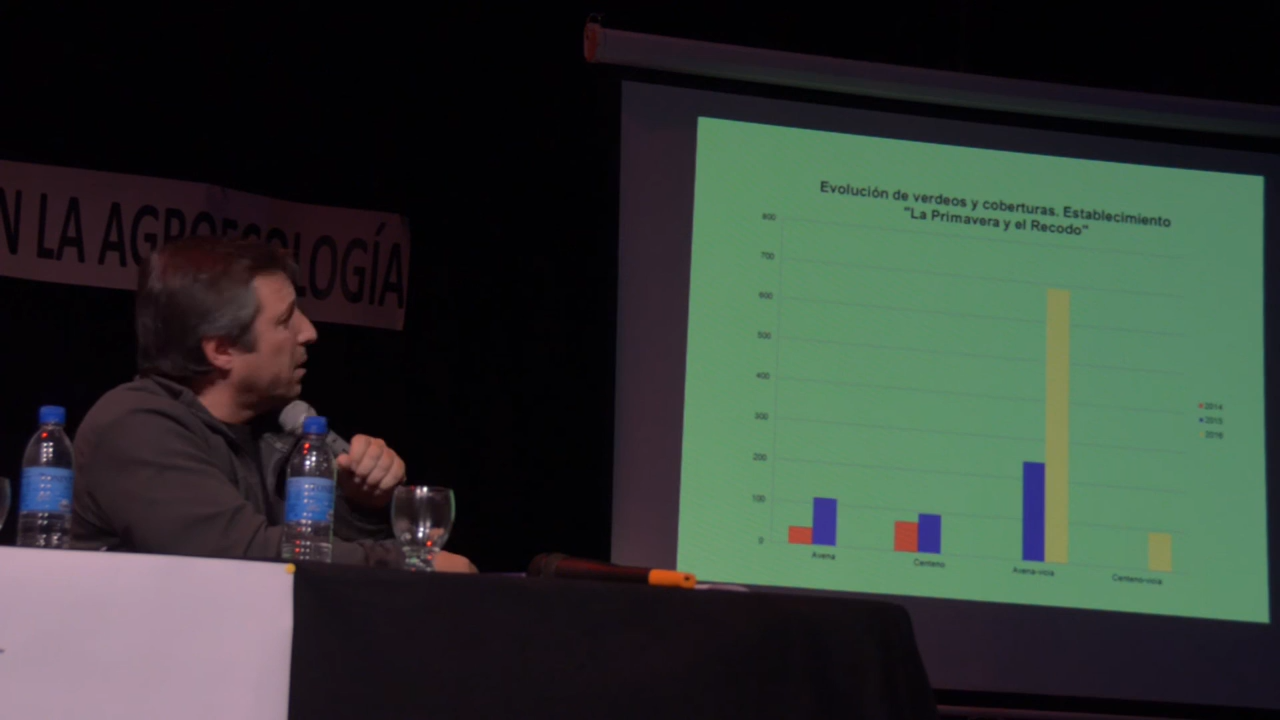 N LA AGROECOLOGÍA
Evolución de verdeos y coberturas. Establecimiento
"La Primavera y el Recodo"
800
700
600
500
400
300
200
100
0
2014
2015
2016
Avena
Centeno
Avena-vicia
Centeno-vicia